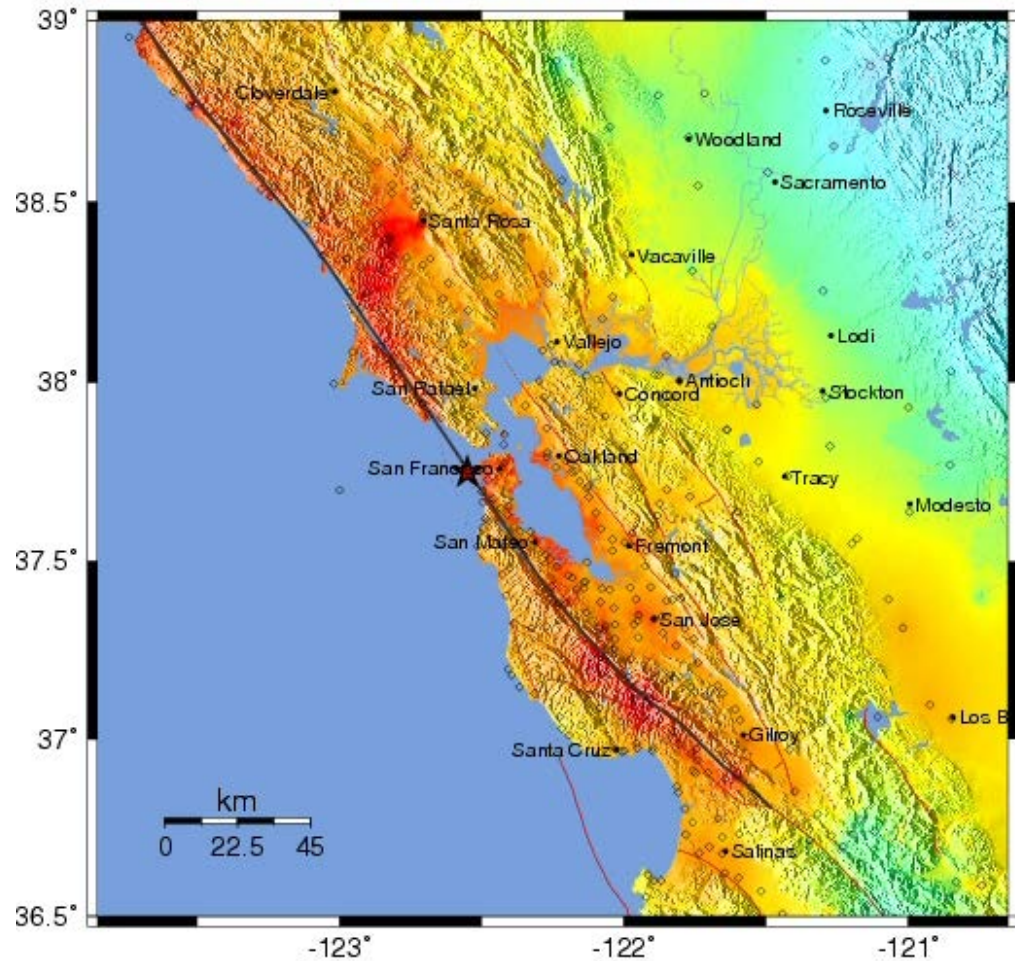 39°
Cloverdale
Roseville
Woodland
Sacramento
38.5°
Santa Rosa
Vacaville
Lodi
Vallejo
38°
San Rafael
Antioch
Concord
Stockton
San Francisco
Oakland
Tracy
Modesto
37.5°
San Mateo
Fremont
San Jose
37°
Los B
Gilroy
Santa Cruz
km
0 22.5 45
Salinas
36.5°
-123° -122° -121°